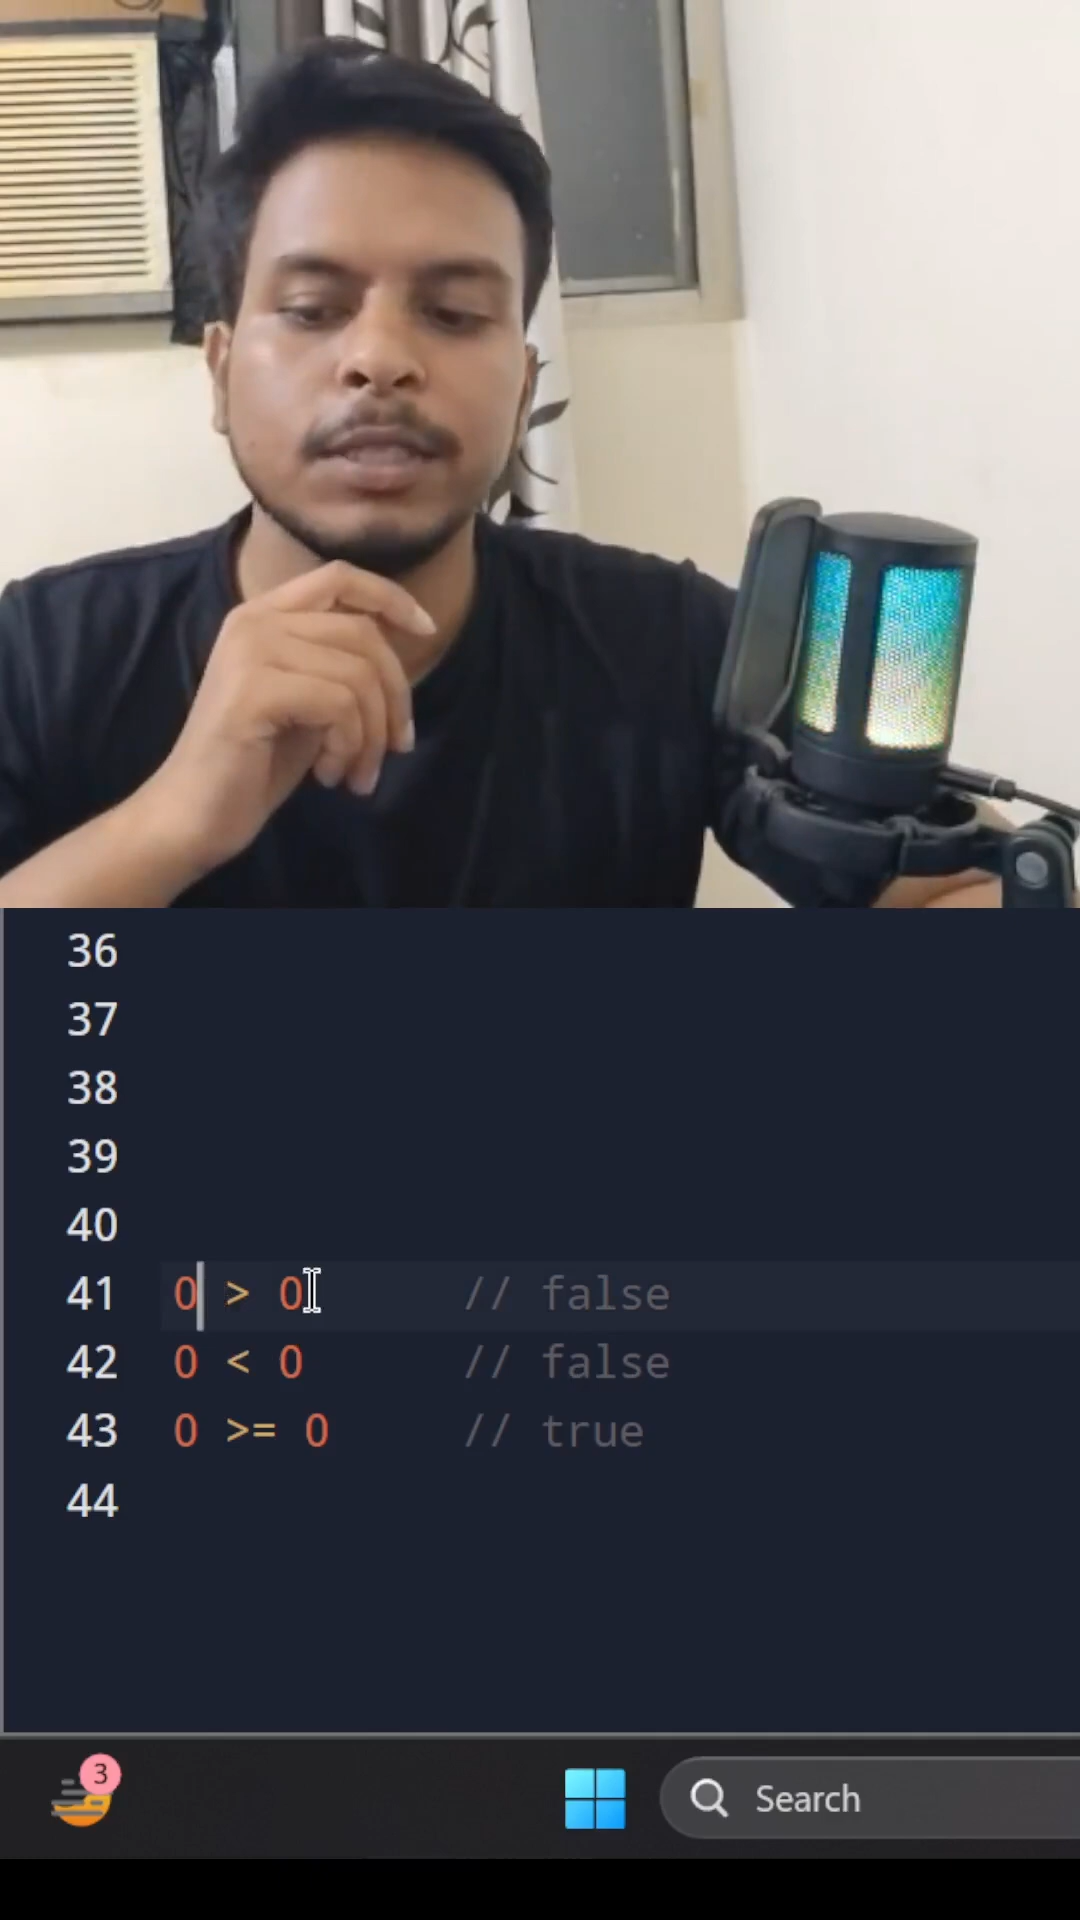 36
37
38
39
40
41 0 > 0 // false
42 0 < 0 // false
43 0 >= 0 // true
44
3
Search